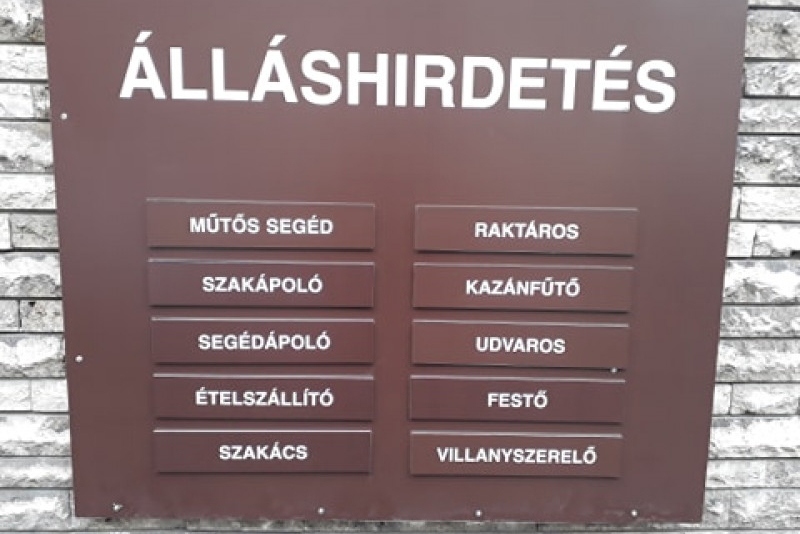 ÁLLÁSHIRDETÉS
MŰTŐS SEGÉD
SZAKÁPOLÓ
SEGÉDÁPOLÓ
ÉTELSZÁLLÍTÓ
SZAKÁCS
RAKTÁROS
KAZÁNFŰTŐ
UDVAROS
FESTŐ
VILLANYSZERELŐ